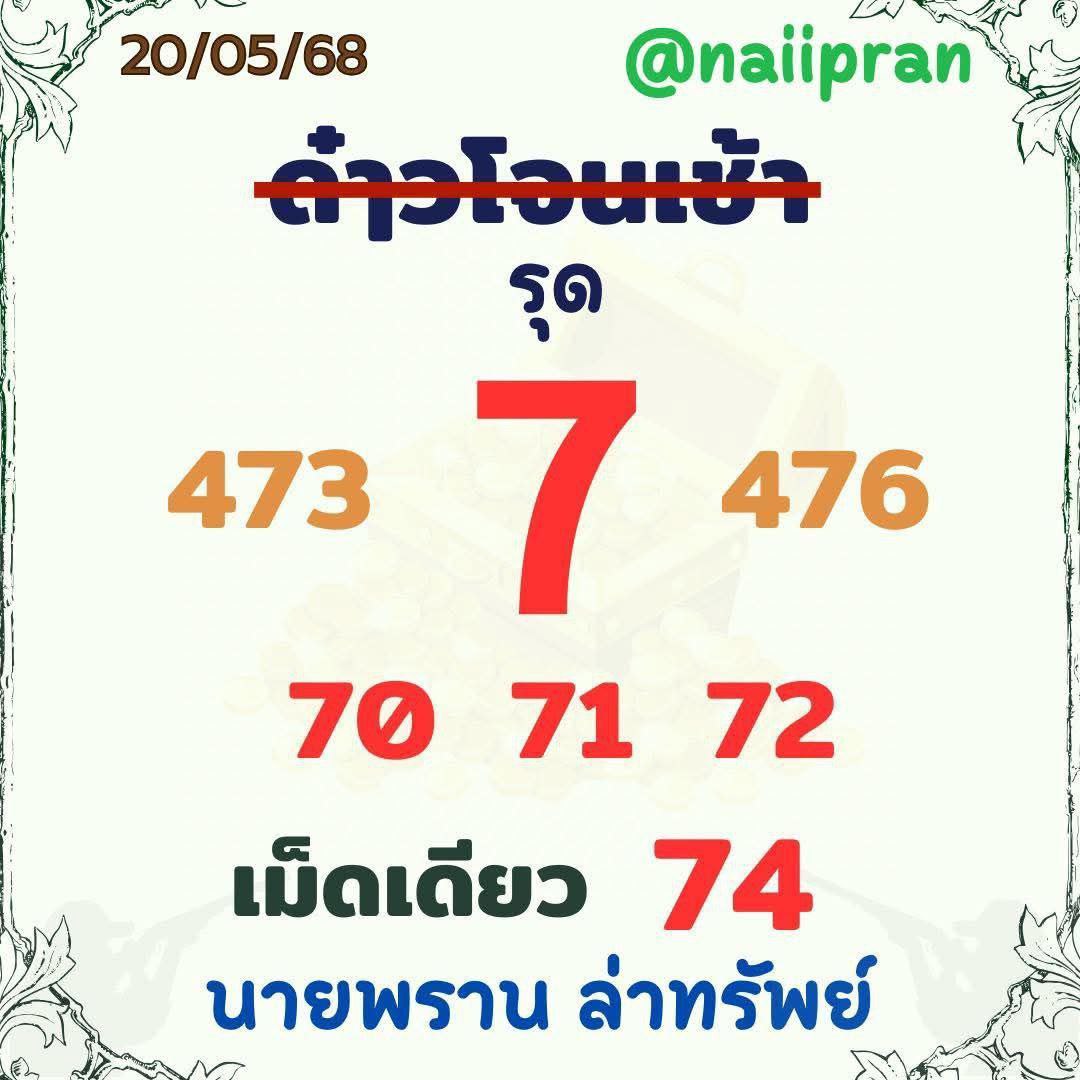 20/05/68
@naiipran
ด๋าวโอนเช้า
รุด
7
473 476
70 71 72
เม็ดเดียว 74
นายพราน ล่าทรัพย์